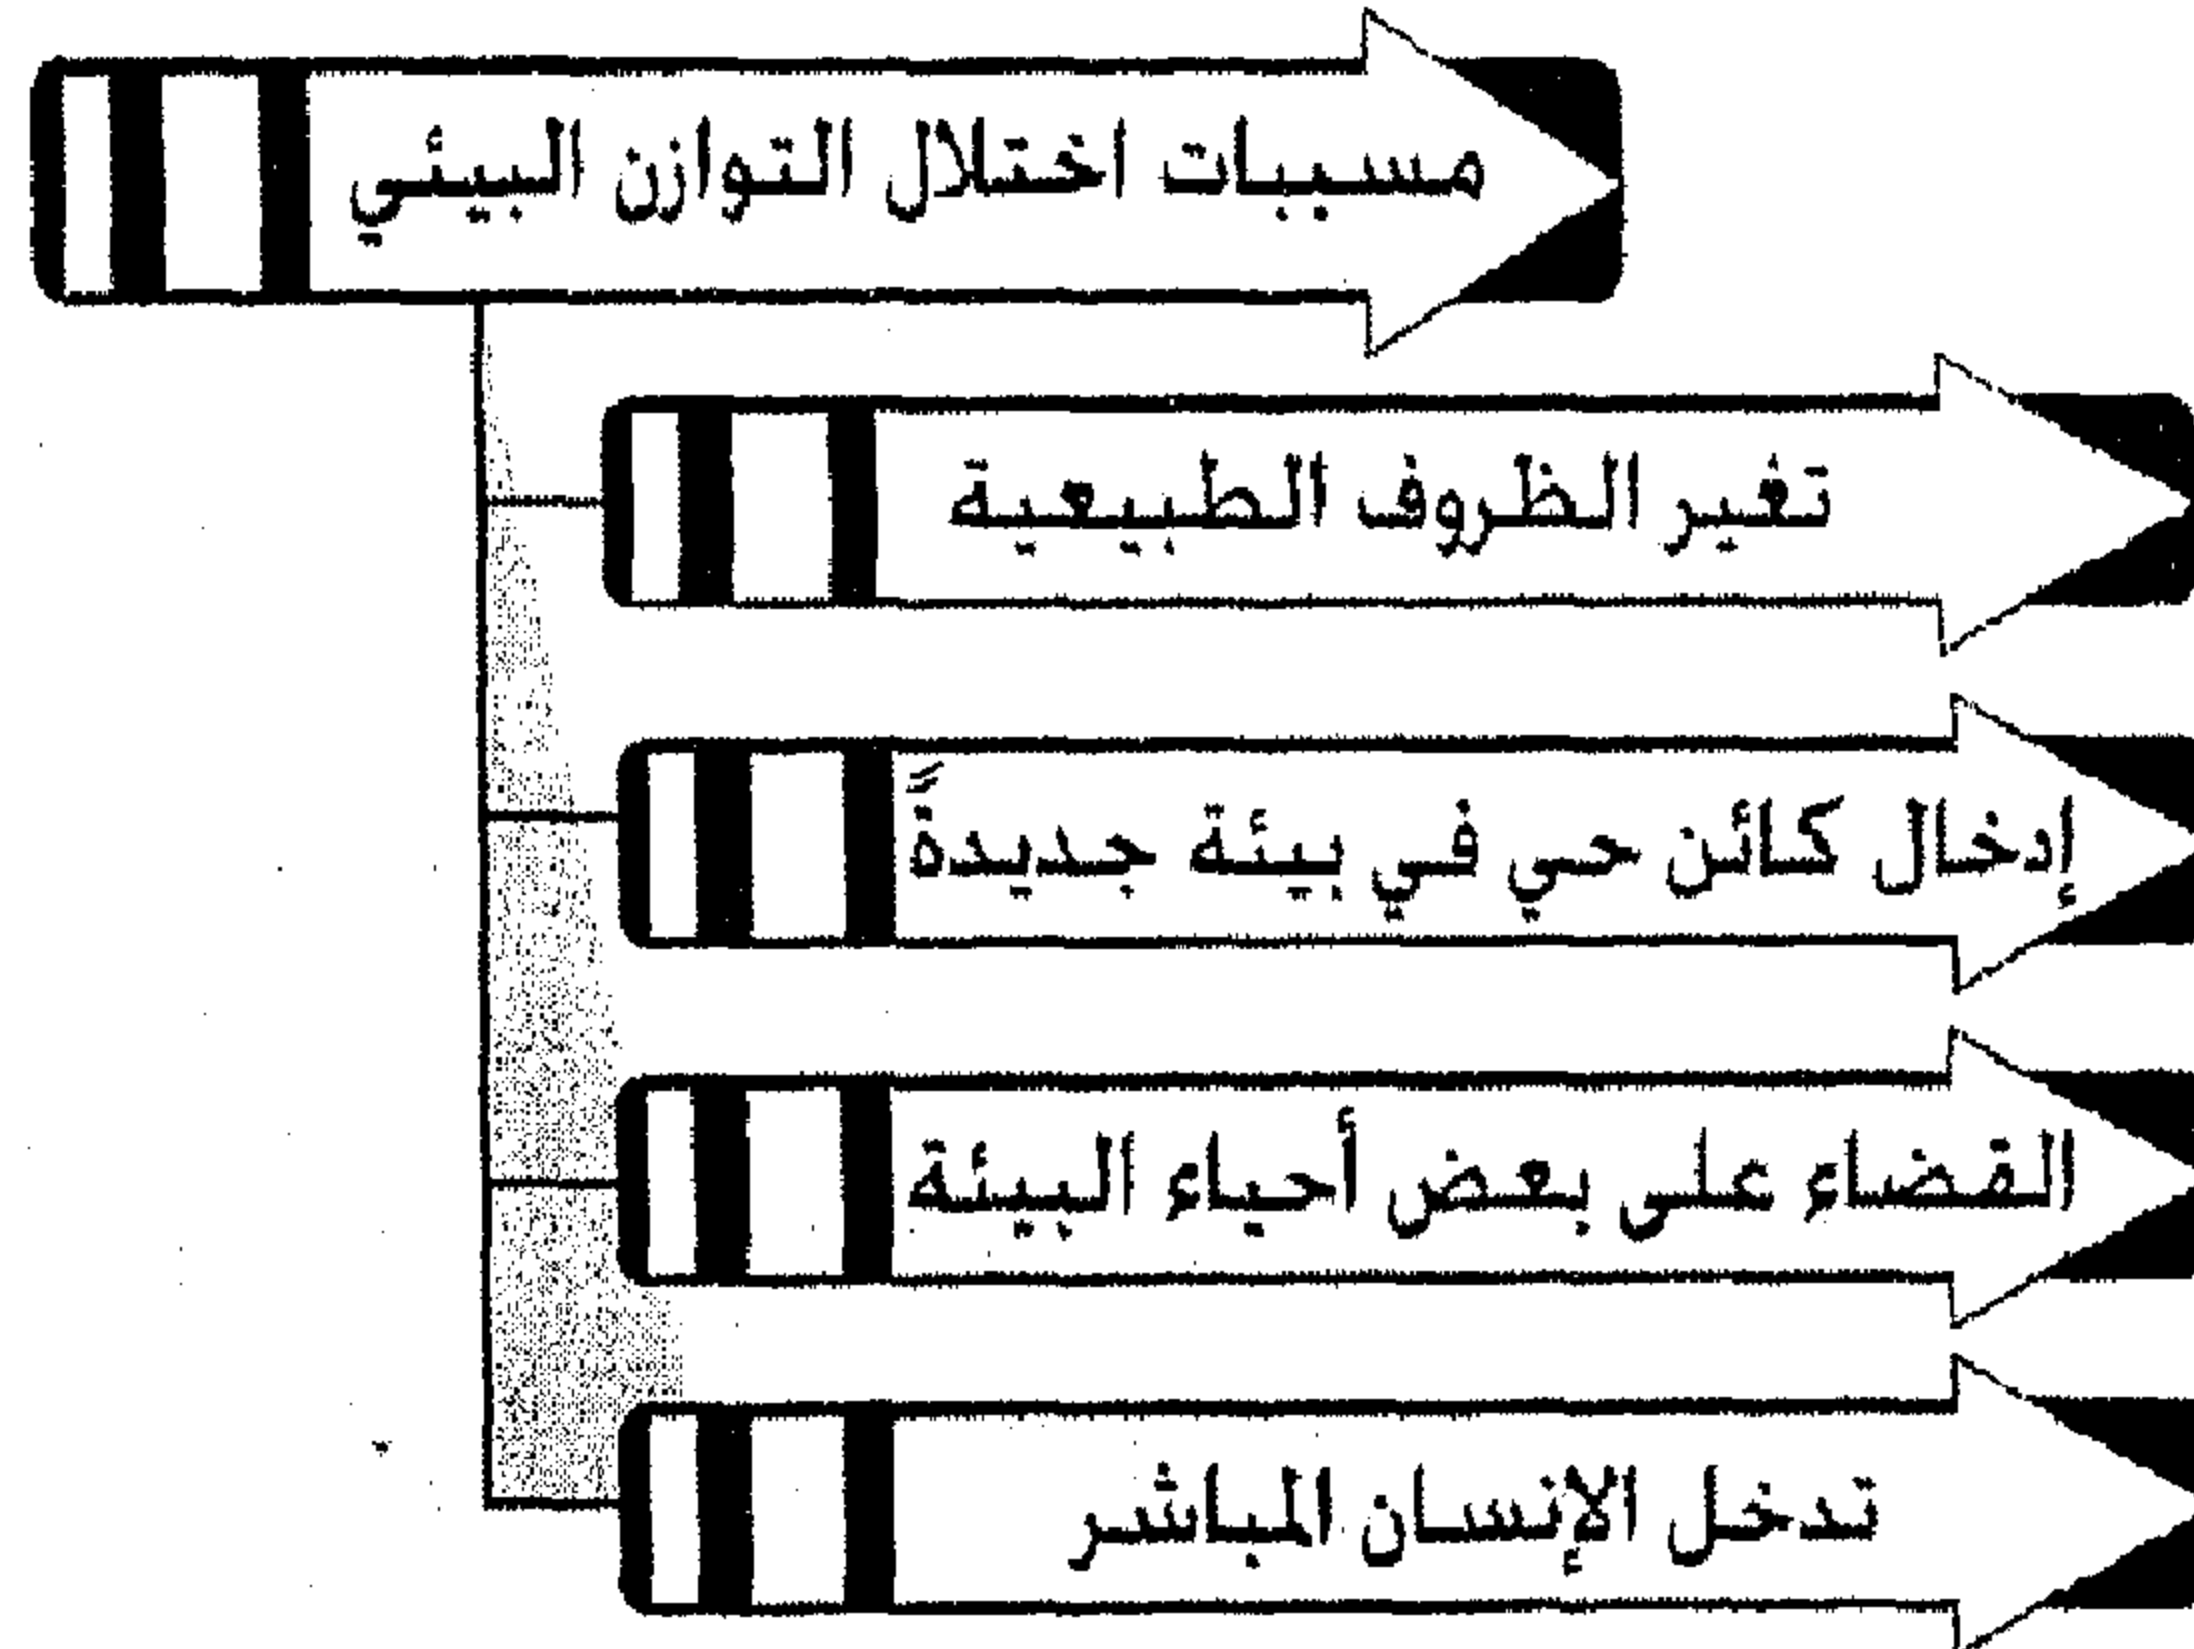 مسببات اختلال التوازن البيئي
تغير الظروف الطبيعية
إدخال كائن حي في بيئة جديدةً
القضاء على بعض أحياء البيئة
تدخل الإنسان المباشر